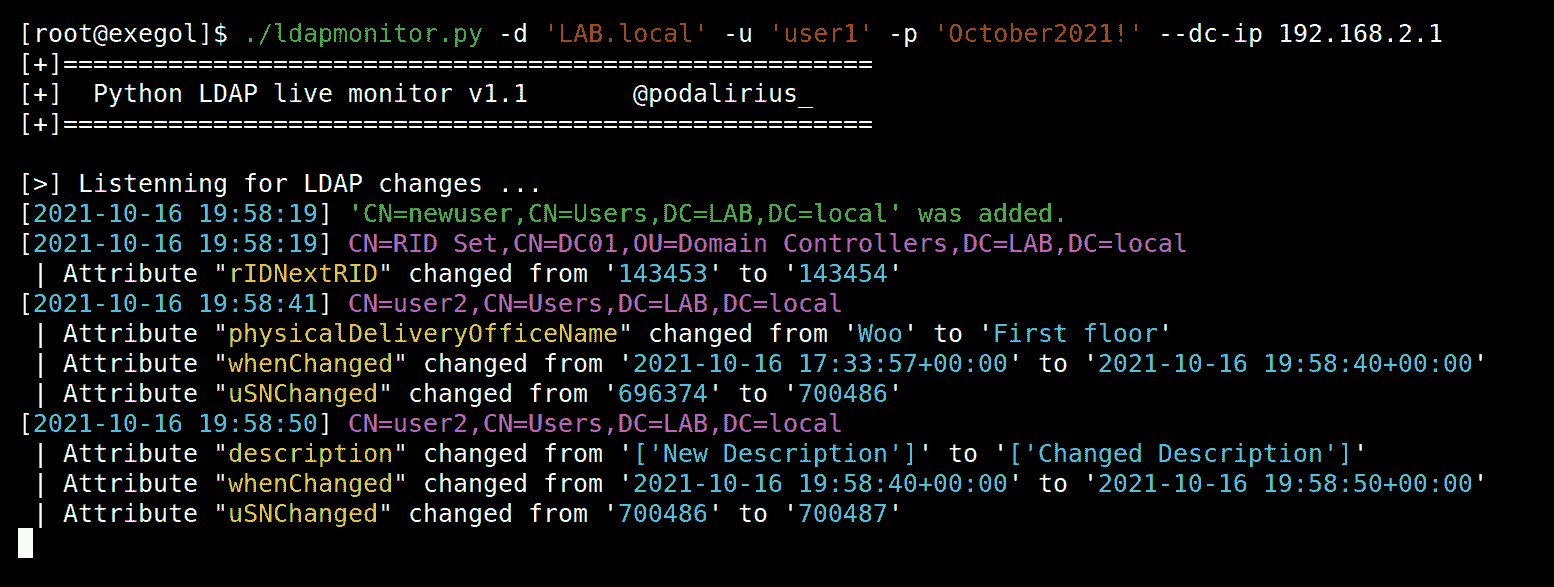 [root@exegol]$ ./ldapmonitor.py -d 'LAB.local' -u 'user1' -p 'October2021!' --dc-ip 192.168.2.1
[+]======================================================
[+]  Python LDAP live monitor v1.1       @podalirius_
[+]======================================================
[>] Listenning for LDAP changes ...
[2021-10-16 19:58:19] 'CN=newuser,CN=Users,DC=LAB,DC=local' was added.
[2021-10-16 19:58:19] CN=RID Set,CN=DC01,OU=Domain Controllers,DC=LAB,DC=local
 | Attribute "rIDNextRID" changed from '143453' to '143454'
[2021-10-16 19:58:41] CN=user2,CN=Users,DC=LAB,DC=local
 | Attribute "physicalDeliveryOfficeName" changed from 'Woo' to 'First floor'
 | Attribute "whenChanged" changed from '2021-10-16 17:33:57+00:00' to '2021-10-16 19:58:40+00:00'
 | Attribute "uSNChanged" changed from '696374' to '700486'
[2021-10-16 19:58:50] CN=user2,CN=Users,DC=LAB,DC=local
 | Attribute "description" changed from '['New Description']' to '['Changed Description']'
 | Attribute "whenChanged" changed from '2021-10-16 19:58:40+00:00' to '2021-10-16 19:58:50+00:00'
 | Attribute "uSNChanged" changed from '700486' to '700487'